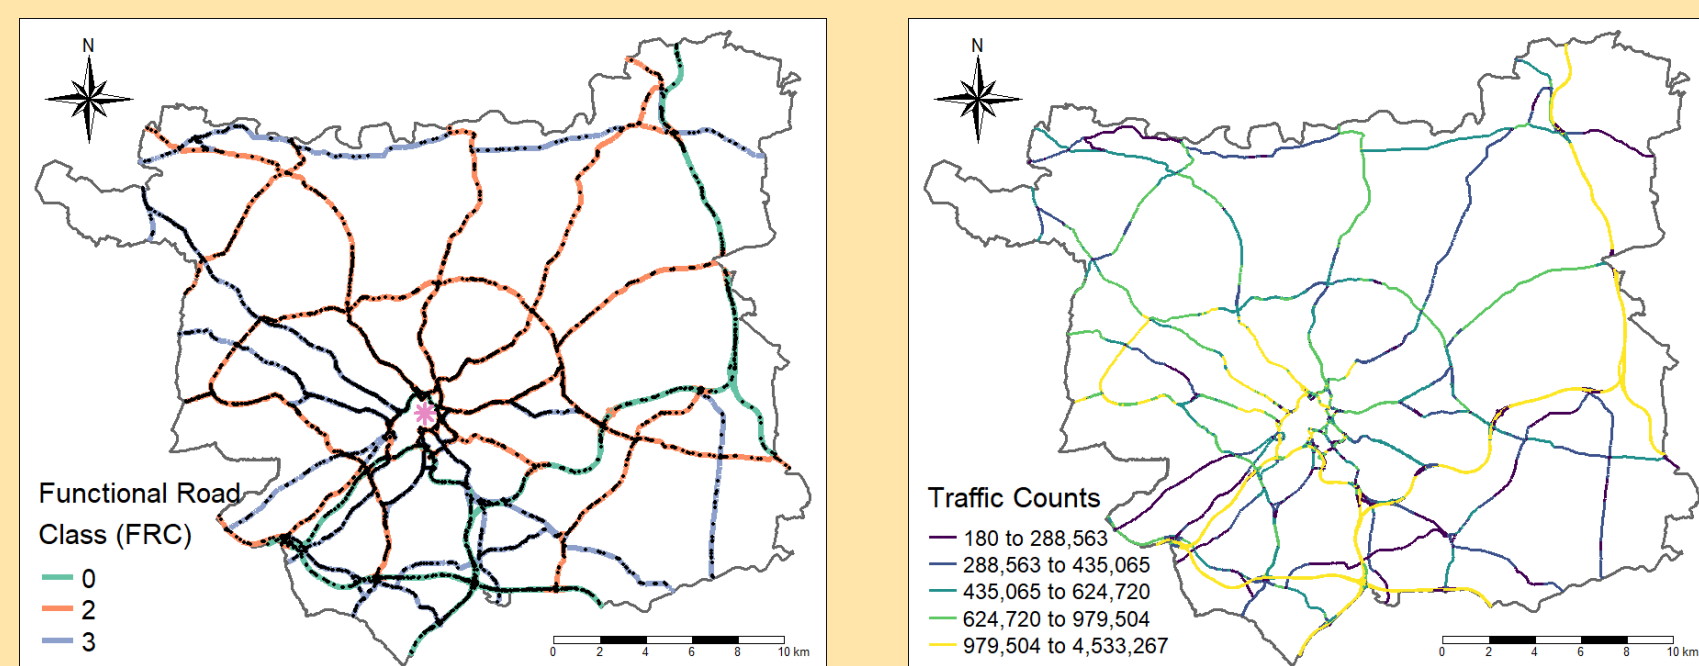 N
Functional Road
Class (FRC)
0
2
3
0 2 4 6 8 10 km
N
Traffic Counts
180 to 288,563
288,563 to 435,065
435,065 to 624,720
624,720 to 979,504
979,504 to 4,533,267
0 2 4 6 8 10 km